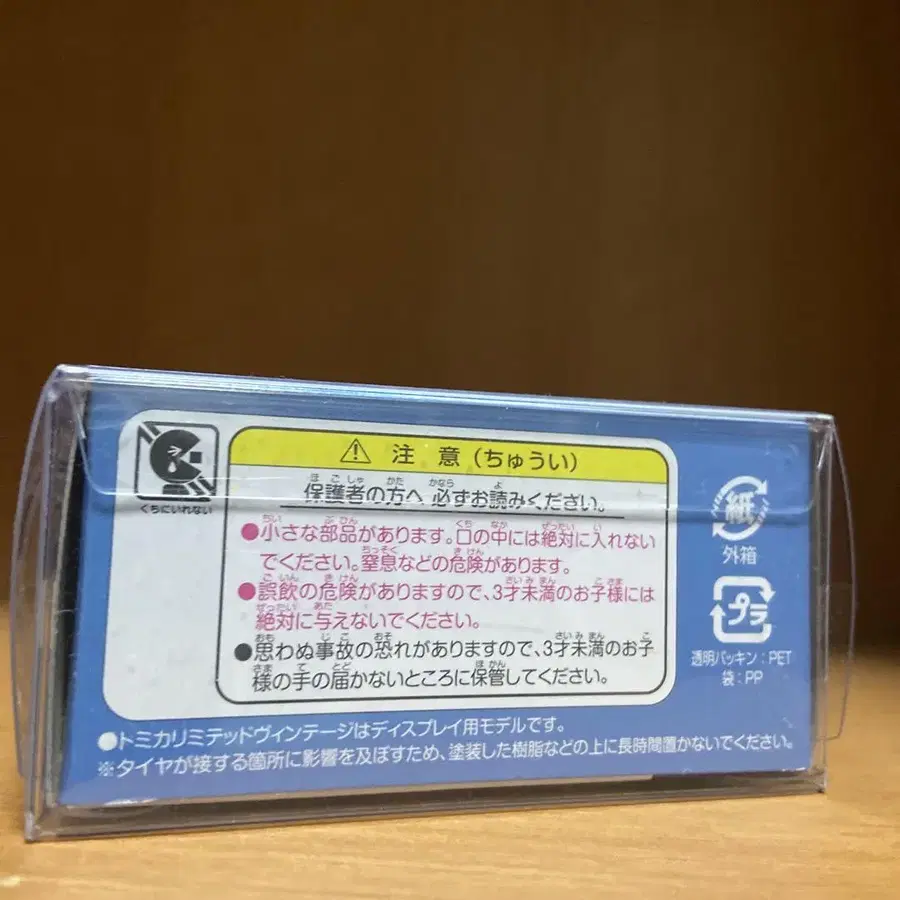 くちにいれない
⚠ 注意(ちゅうい)
保護者の方へ 必ずお読みください。
●小さな部品があります。口の中には絶対に入れない
でください。窒息などの危険があります。
●誤飲の危険がありますので、3才未満のお子様には
絶対に与えないでください。
●思わぬ事故の恐れがありますので、3才未満のお子
様の手の届かないところに保管してください。
紙
外箱
プラ
透明パッキン:PET
袋:PP
●トミカリミテッドヴィンテージはディスプレイ用モデルです。
※タイヤが接する箇所に影響を及ぼすため、塗装した樹脂などの上に長時間置かないでください。